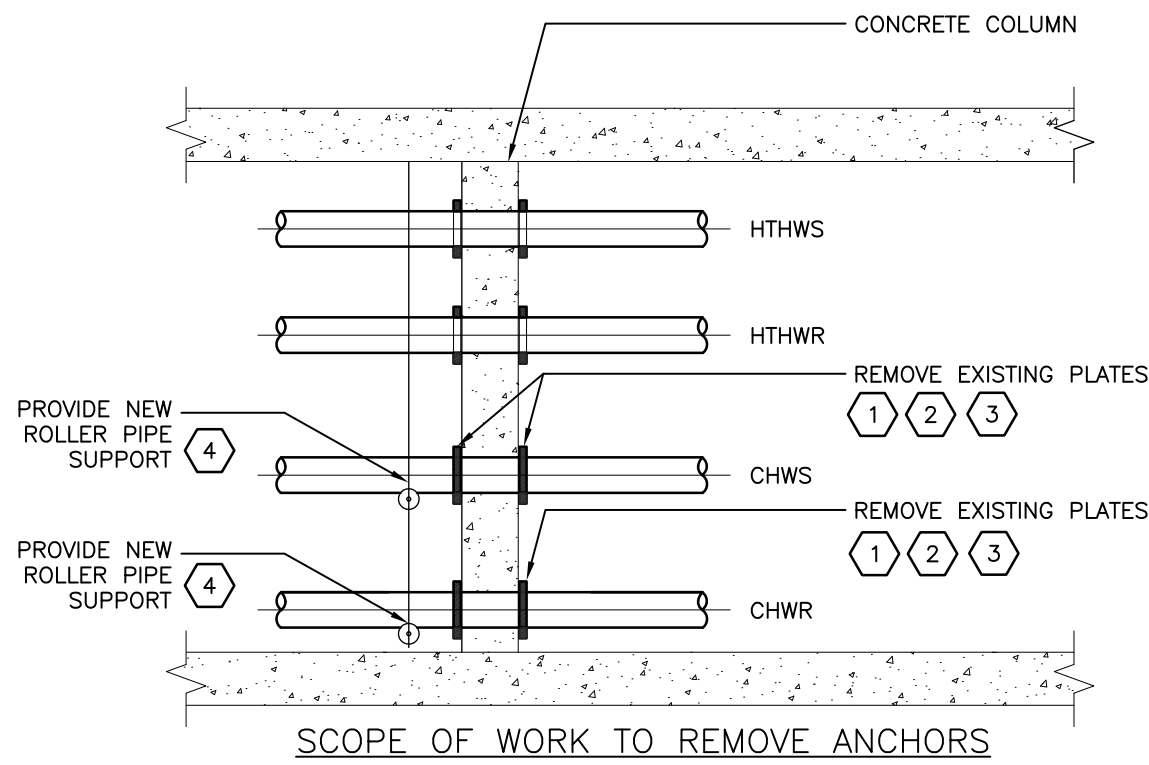 CONCRETE COLUMN
HTHWS
HTHWR
REMOVE EXISTING PLATES
1 2 3
PROVIDE NEW
ROLLER PIPE
SUPPORT
4
CHWS
REMOVE EXISTING PLATES
1 2 3
PROVIDE NEW
ROLLER PIPE
SUPPORT
4
CHWR
SCOPE OF WORK TO REMOVE ANCHORS